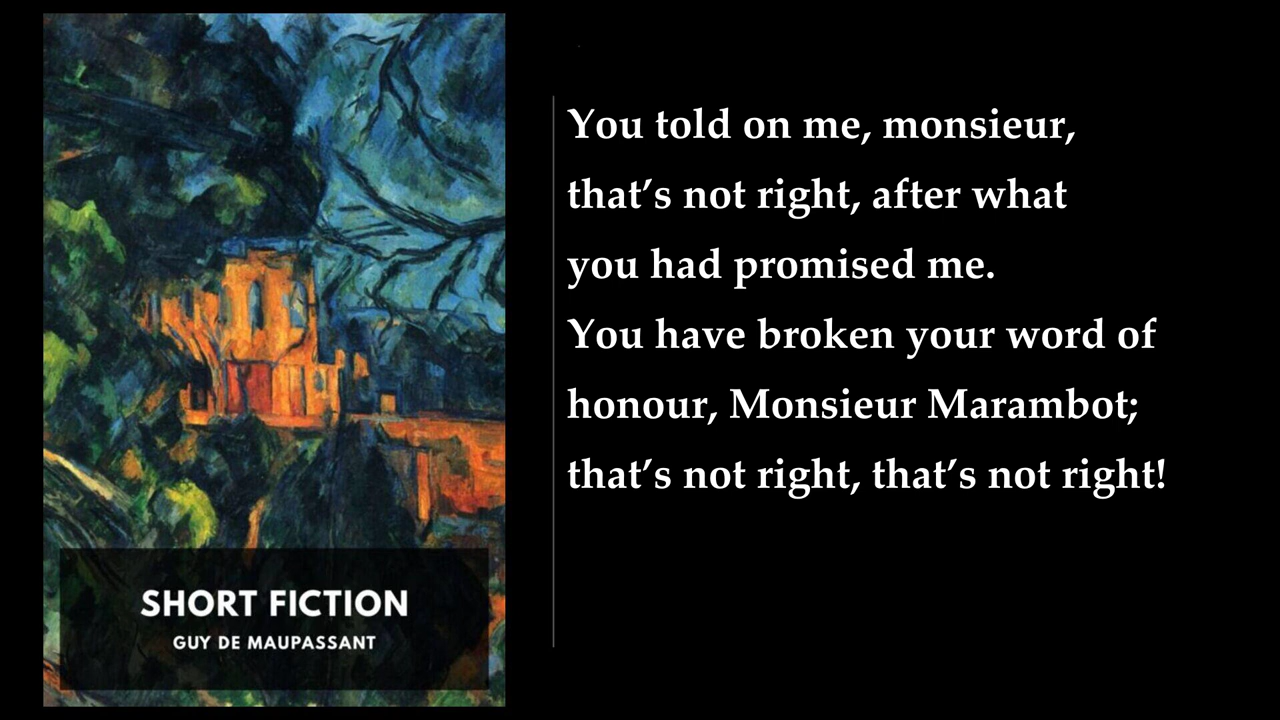 You told on me, monsieur,
that’s not right, after what
you had promised me.
You have broken your word of
honour, Monsieur Marambot;
that’s not right, that’s not right!
SHORT FICTION
GUY DE MAUPASSANT